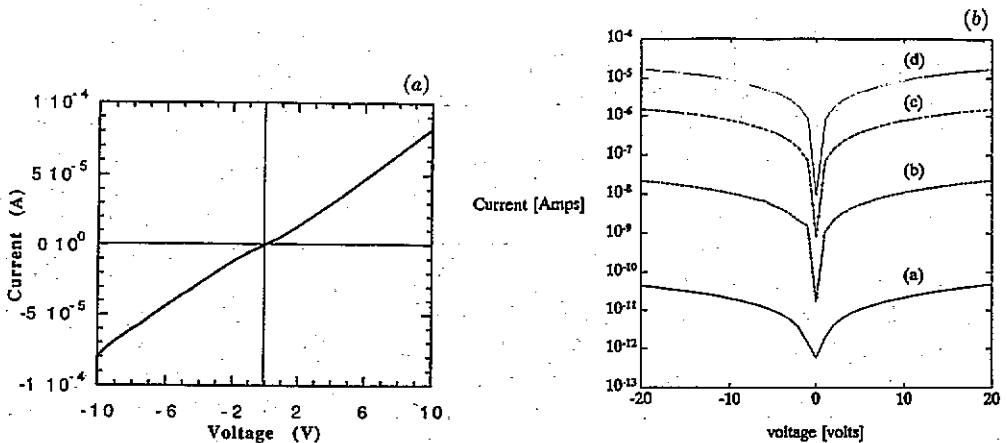 (a)
1 10⁻⁴
5 10⁻⁵
0 10⁰
-5 10⁻⁵
-1 10⁻⁴
Current (A)
-10 -6 -2 2 6 10
Voltage (V)
(b)
10⁻⁴
10⁻⁵
10⁻⁶
10⁻⁷
10⁻⁸
10⁻⁹
10⁻¹⁰
10⁻¹¹
10⁻¹²
10⁻¹³
Current [Amps]
(d)
(c)
(b)
(a)
-20 -10 0 10 20
voltage [volts]